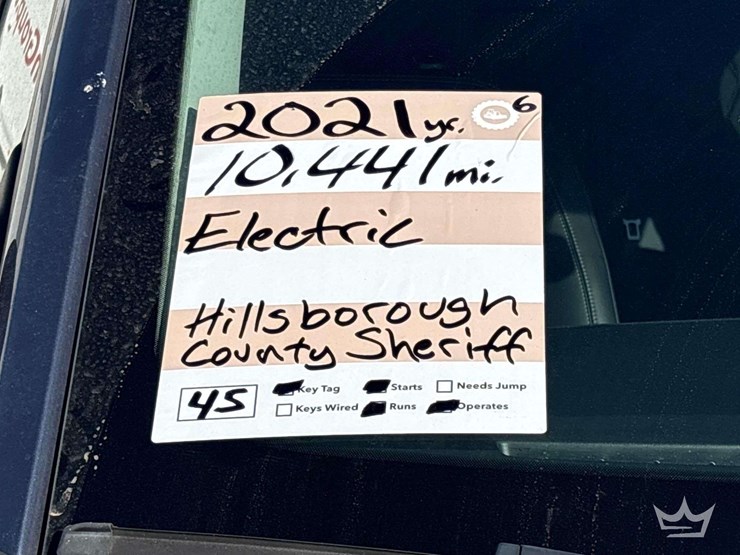 2021 yr. 6
10,441 mi.
Electric
Hillsborough
County Sheriff
45
Key Tag Starts Needs Jump
Keys Wired Runs Operates